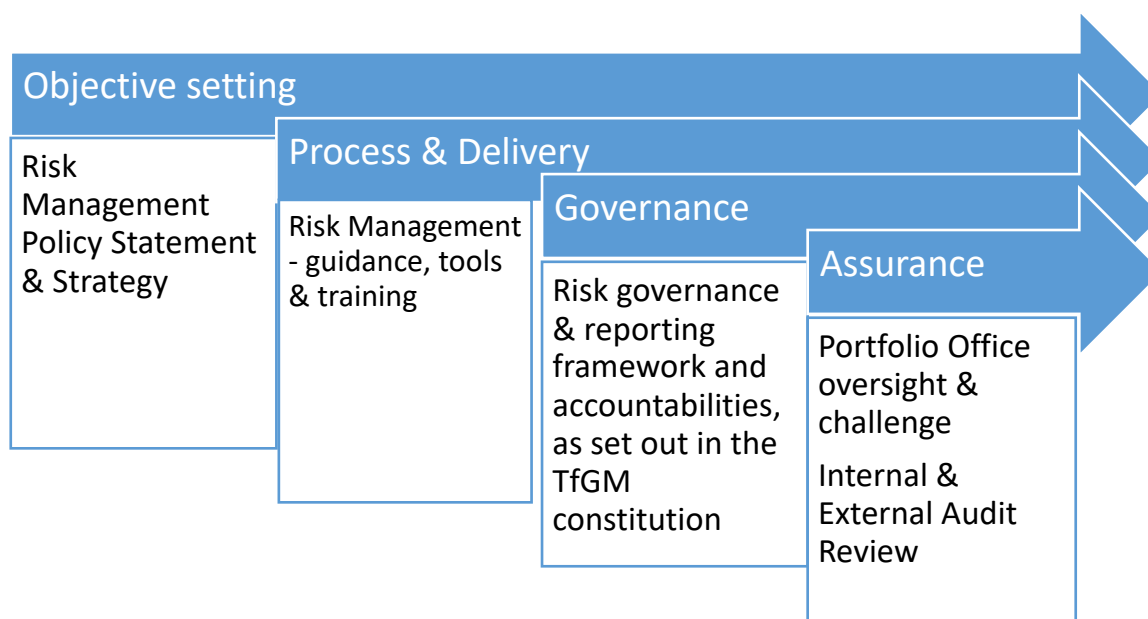 Objective setting
Risk
Management
Policy Statement
& Strategy
Process & Delivery
Risk Management
- guidance, tools
& training
Governance
Risk governance
& reporting
framework and
accountabilities,
as set out in the
TfGM
constitution
Assurance
Portfolio Office
oversight &
challenge
Internal &
External Audit
Review